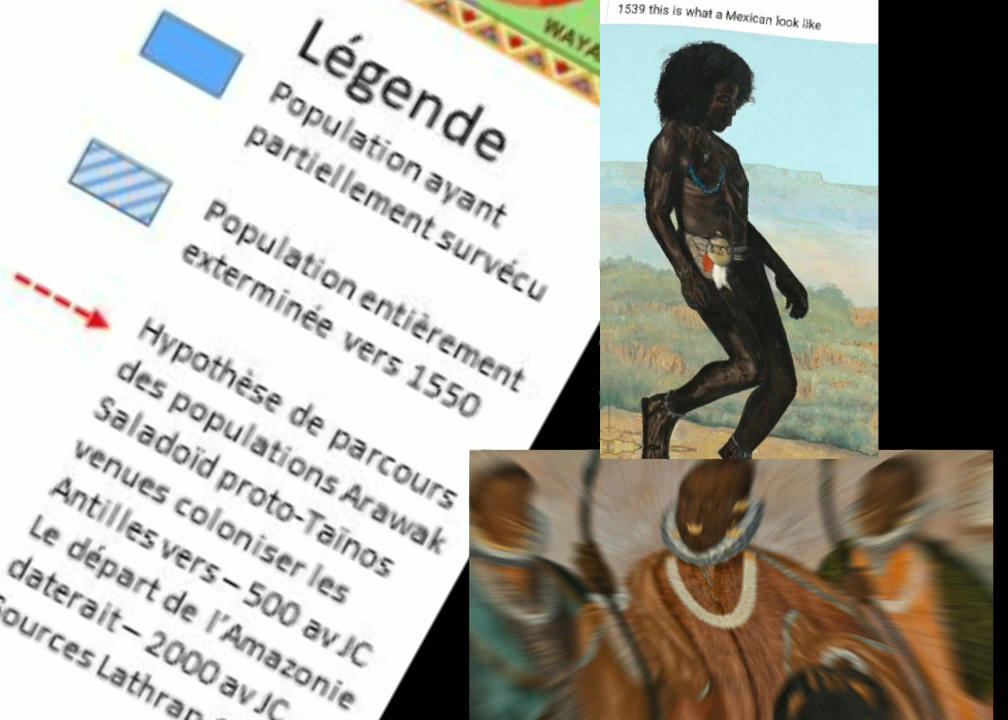 WAYA
Légende
Population ayant
partiellement survécu
Population entièrement
exterminée vers 1550
Hypothèse de parcours
des populations Arawak
Saladoïd proto-Taïnos
venues coloniser les
Antilles vers – 500 av JC
Le départ de l'Amazonie
daterait – 2000 av JC
Sources Lathrap
1539 this is what a Mexican look like